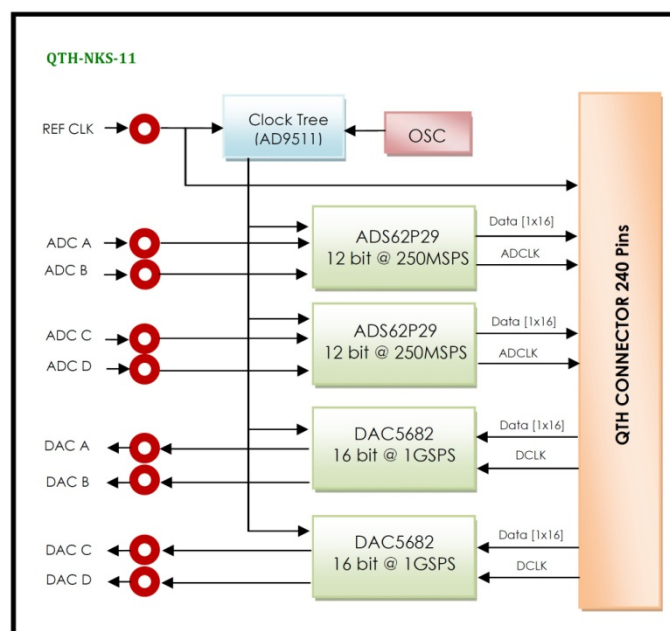 QTH-NKS-11
REF CLK
Clock Tree
(AD9511)
OSC
ADC A
ADC B
ADS62P29
12 bit @ 250MSPS
Data [1x16]
ADCLK
ADC C
ADC D
ADS62P29
12 bit @ 250MSPS
Data [1x16]
ADCLK
DAC A
DAC B
DAC5682
16 bit @ 1GSPS
Data [1x16]
DCLK
DAC C
DAC D
DAC5682
16 bit @ 1GSPS
Data [1x16]
DCLK
QTH CONNECTOR 240 Pins